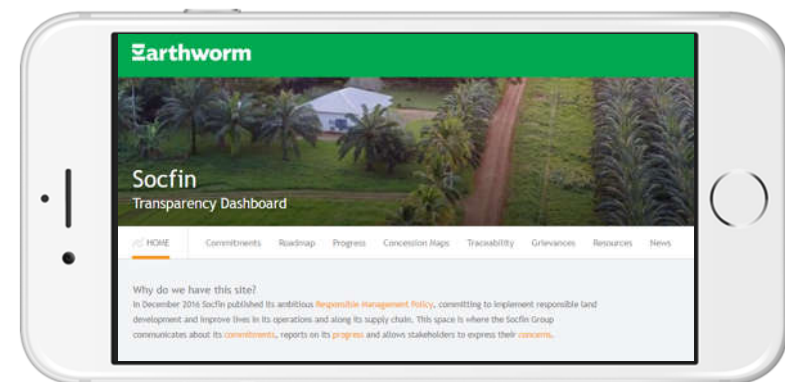 Earthworm
Socfin
Transparency Dashboard
HOME Commitments Roadmap Progress Concession Maps Traceability Grievances Resources News
Why do we have this site?
In December 2016 Socfin published its ambitious Responsible Management Policy, committing to implement responsible land
development and improve lives in its operations and along its supply chain. This space is where the Socfin Group
communicates about its commitments, reports on its progress and allows stakeholders to express their concerns.